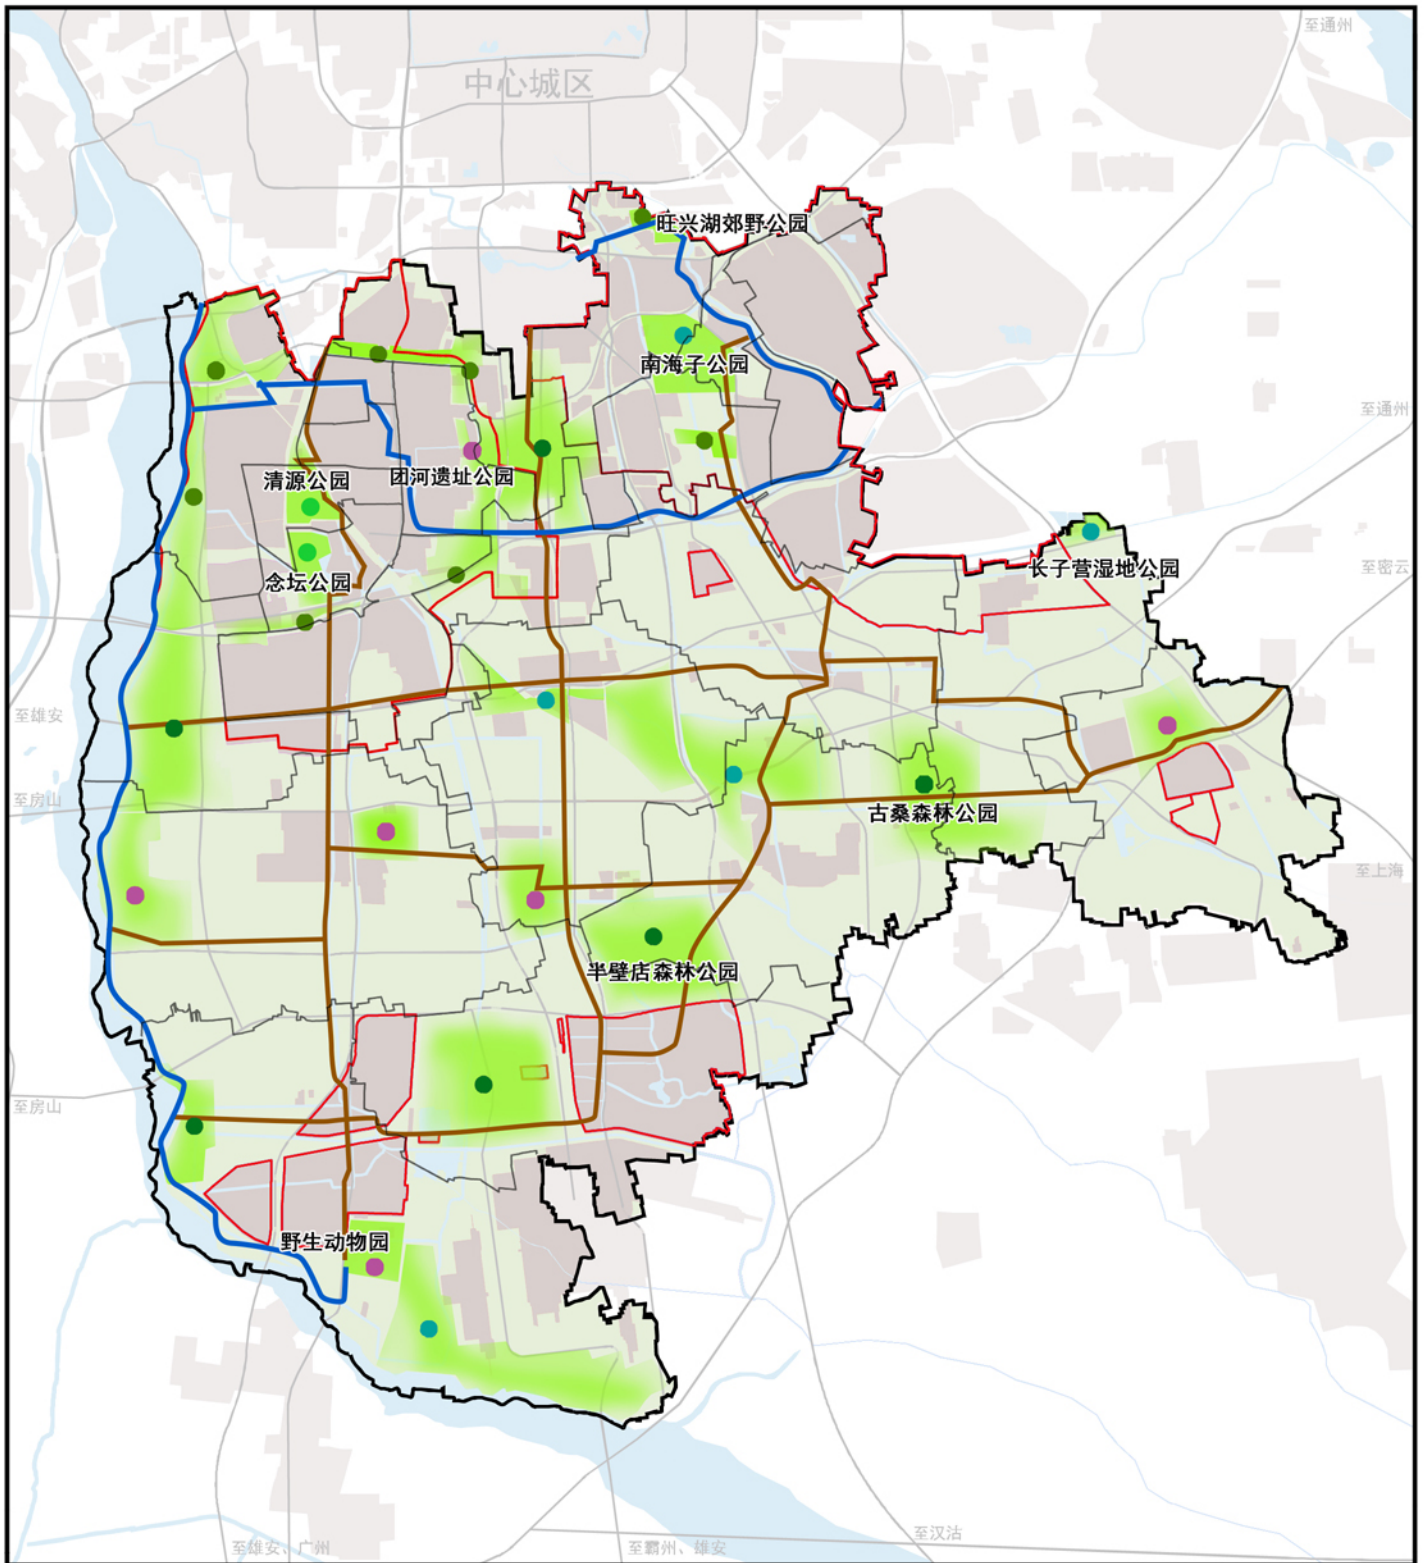 至通州
中心城区
旺兴湖郊野公园
南海子公园
至通州
清源公园
团河遗址公园
念坛公园
长子营湿地公园
至密云
至雄安
至房山
古桑森林公园
至上海
半壁店森林公园
至房山
野生动物园
至汉沽
至雄安、广州
至霸州、雄安